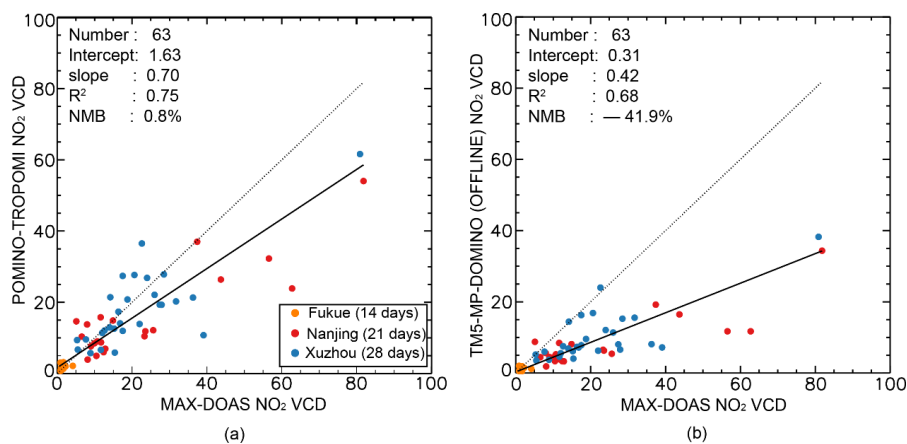 Number : 63
Intercept: 1.63
slope : 0.70
R² : 0.75
NMB : 0.8%
100
80
60
40
20
0
POMINO-TROPOMI NO₂ VCD
Fukue (14 days)
Nanjing (21 days)
Xuzhou (28 days)
0 20 40 60 80 100
MAX-DOAS NO₂ VCD
(a)
Number : 63
Intercept: 0.31
slope : 0.42
R² : 0.68
NMB : — 41.9%
100
80
60
40
20
0
TM5-MP-DOMINO (OFFLINE) NO₂ VCD
0 20 40 60 80 100
MAX-DOAS NO₂ VCD
(b)